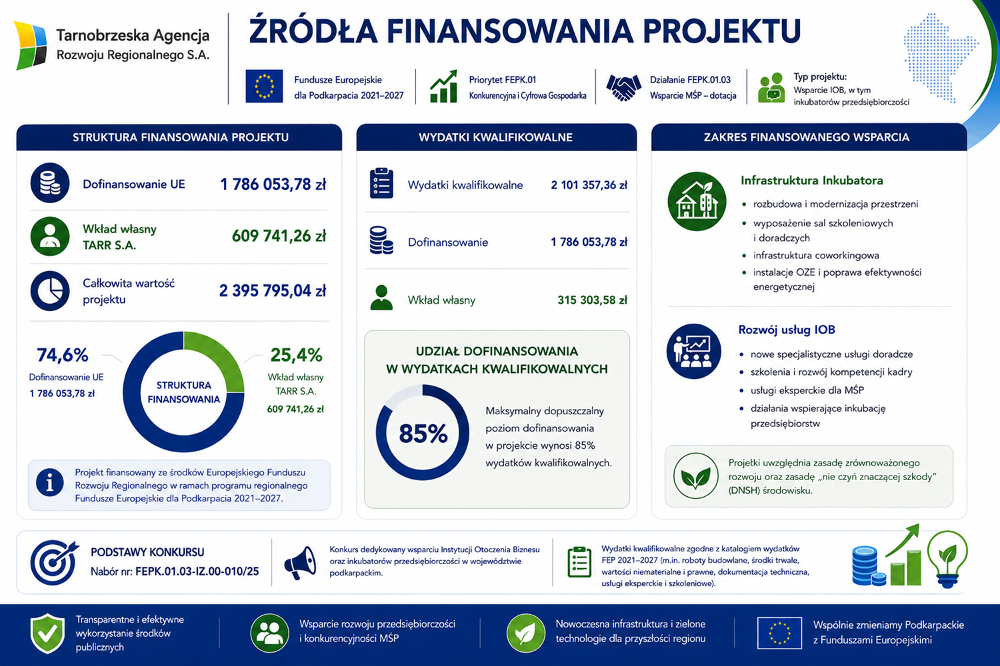 Tarnobrzeska Agencja
Rozwoju Regionalnego S.A.
ŹRÓDŁA FINANSOWANIA PROJEKTU
Fundusze Europejskie
dla Podkarpacia 2021–2027
Priorytet FEPK.01
Konkurencyjna i Cyfrowa Gospodarka
Działanie FEPK.01.03
Wsparcie MŚP – dotacja
Typ projektu:
Wsparcie IOB, w tym
inkubatorów przedsiębiorczości
STRUKTURA FINANSOWANIA PROJEKTU
Dofinansowanie UE 1 786 053,78 zł
Wkład własny
TARR S.A.
609 741,26 zł
Całkowita wartość
projektu
2 395 795,04 zł
74,6%
Dofinansowanie UE
1 786 053,78 zł
STRUKTURA
FINANSOWANIA
25,4%
Wkład własny
TARR S.A.
609 741,26 zł
i
Projekt finansowany ze środków Europejskiego Funduszu
Rozwoju Regionalnego w ramach programu regionalnego
Fundusze Europejskie dla Podkarpacia 2021–2027.
WYDATKI KWALIFIKOWALNE
Wydatki kwalifikowalne 2 101 357,36 zł
Dofinansowanie 1 786 053,78 zł
Wkład własny 315 303,58 zł
UDZIAŁ DOFINANSOWANIA
W WYDATKACH KWALIFIKOWALNYCH
85%
Maksymalny dopuszczalny
poziom dofinansowania
w projekcie wynosi 85%
wydatków kwalifikowalnych.
ZAKRES FINANSOWANEGO WSPARCIA
Infrastruktura Inkubatora
• rozbudowa i modernizacja przestrzeni
• wyposażenie sal szkoleniowych
i doradczych
• infrastruktura coworkingowa
• instalacje OZE i poprawa efektywności
energetycznej
Rozwój usług IOB
• nowe specjalistyczne usługi doradcze
• szkolenia i rozwój kompetencji kadry
• usługi eksperckie dla MŚP
• działania wspierające inkubację
przedsiębiorstw
Projetki uwzględnia zasadę zrównoważonego
rozwoju oraz zasadę „nie czyń znaczącej szkody”
(DNSH) środowisku.
PODSTAWY KONKURSU
Nabór nr: FEPK.01.03-IZ.00-010/25
Konkurs dedykowany wsparciu Instytucji Otoczenia Biznesu
oraz inkubatorów przedsiębiorczości w województwie
podkarpackim.
Wydatki kwalifikowalne zgodne z katalogiem wydatków
FEP 2021–2027 (m.in. roboty budowlane, środki trwałe,
wartości niematerialne i prawne, dokumentacja techniczna,
usługi eksperckie i szkoleniowe).
Transparentne i efektywne
wykorzystanie środków
publicznych
Wsparcie rozwoju przedsiębiorczości
i konkurencyjności MŚP
Nowoczesna infrastruktura i zielone
technologie dla przyszłości regionu
Wspólnie zmieniamy Podkarpackie
z Funduszami Europejskimi